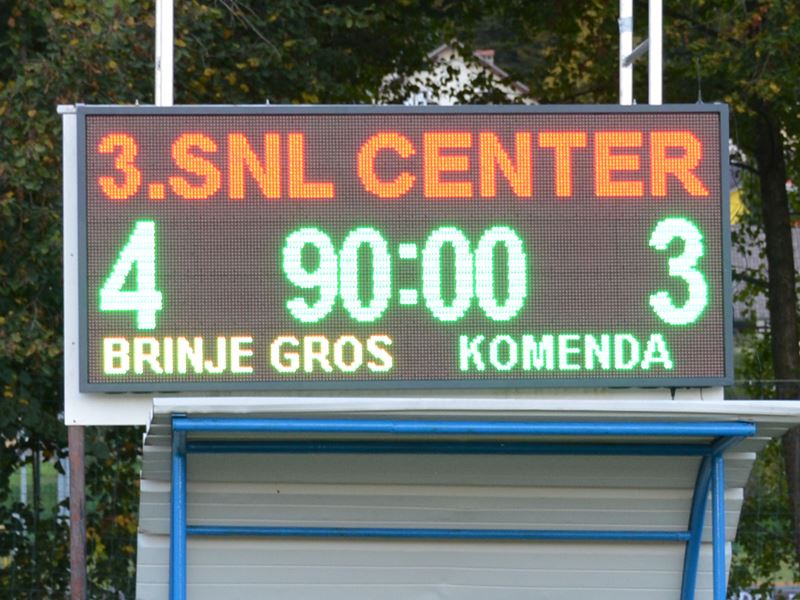 3.SNL CENTER
4 90:00 3
BRINJE GROS KOMENDA